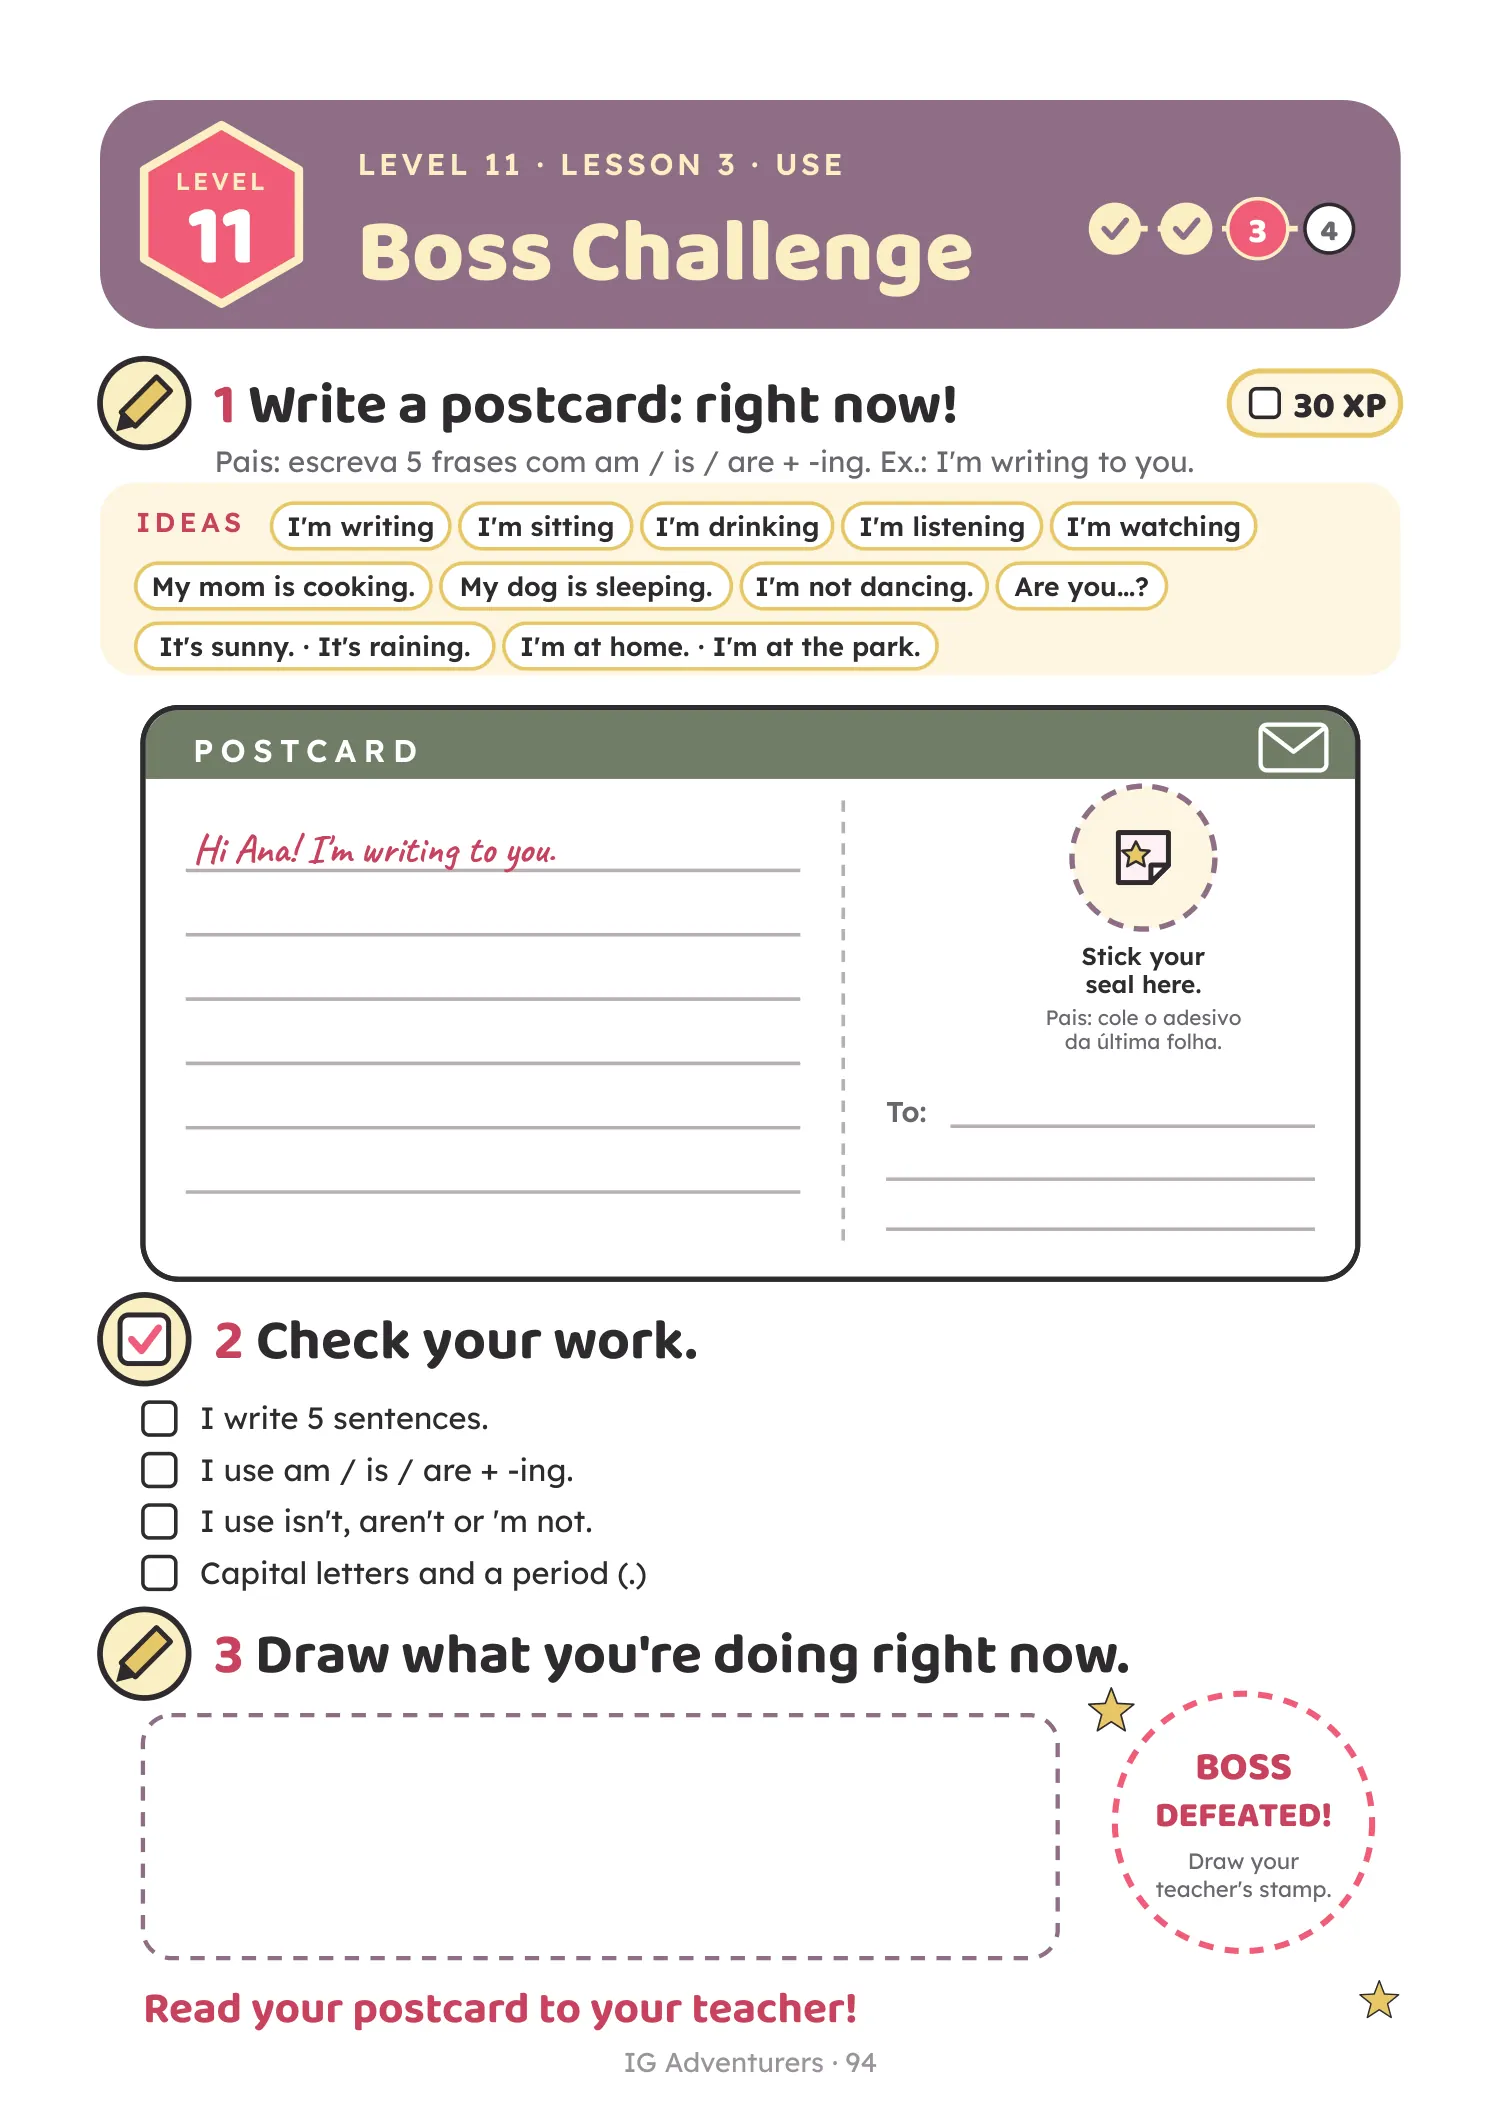 LEVEL 11 · LESSON 3 · USE
LEVEL
11
Boss Challenge
3
4
1 Write a postcard: right now!
30 XP
Pais: escreva 5 frases com am / is / are + -ing. Ex.: I'm writing to you.
IDEAS I'm writing I'm sitting I'm drinking I'm listening I'm watching
My mom is cooking. My dog is sleeping. I'm not dancing. Are you...?
It's sunny. · It's raining. I'm at home. · I'm at the park.
POSTCARD
Hi Ana! I'm writing to you.
Stick your
seal here.
Pais: cole o adesivo
da última folha.
To:
2 Check your work.
I write 5 sentences.
I use am / is / are + -ing.
I use isn't, aren't or 'm not.
Capital letters and a period (.)
3 Draw what you're doing right now.
BOSS
DEFEATED!
Draw your
teacher's stamp.
Read your postcard to your teacher!
IG Adventurers · 94